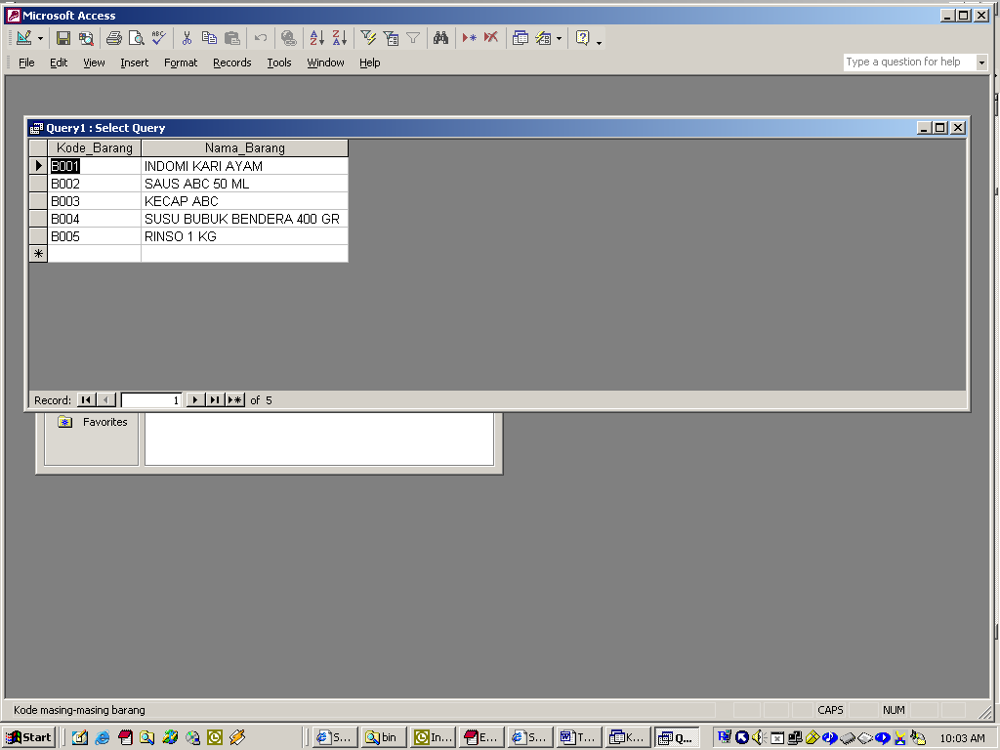 Microsoft Access
File Edit View Insert Format Records Tools Window Help
Type a question for help
Query1 : Select Query
Kode_Barang Nama_Barang
B001 INDOMI KARI AYAM
B002 SAUS ABC 50 ML
B003 KECAP ABC
B004 SUSU BUBUK BENDERA 400 GR
B005 RINSO 1 KG
Record: 1 of 5
Favorites
Kode masing-masing barang CAPS NUM
Start S... bin In... E... S... T... K... Q... 10:03 AM